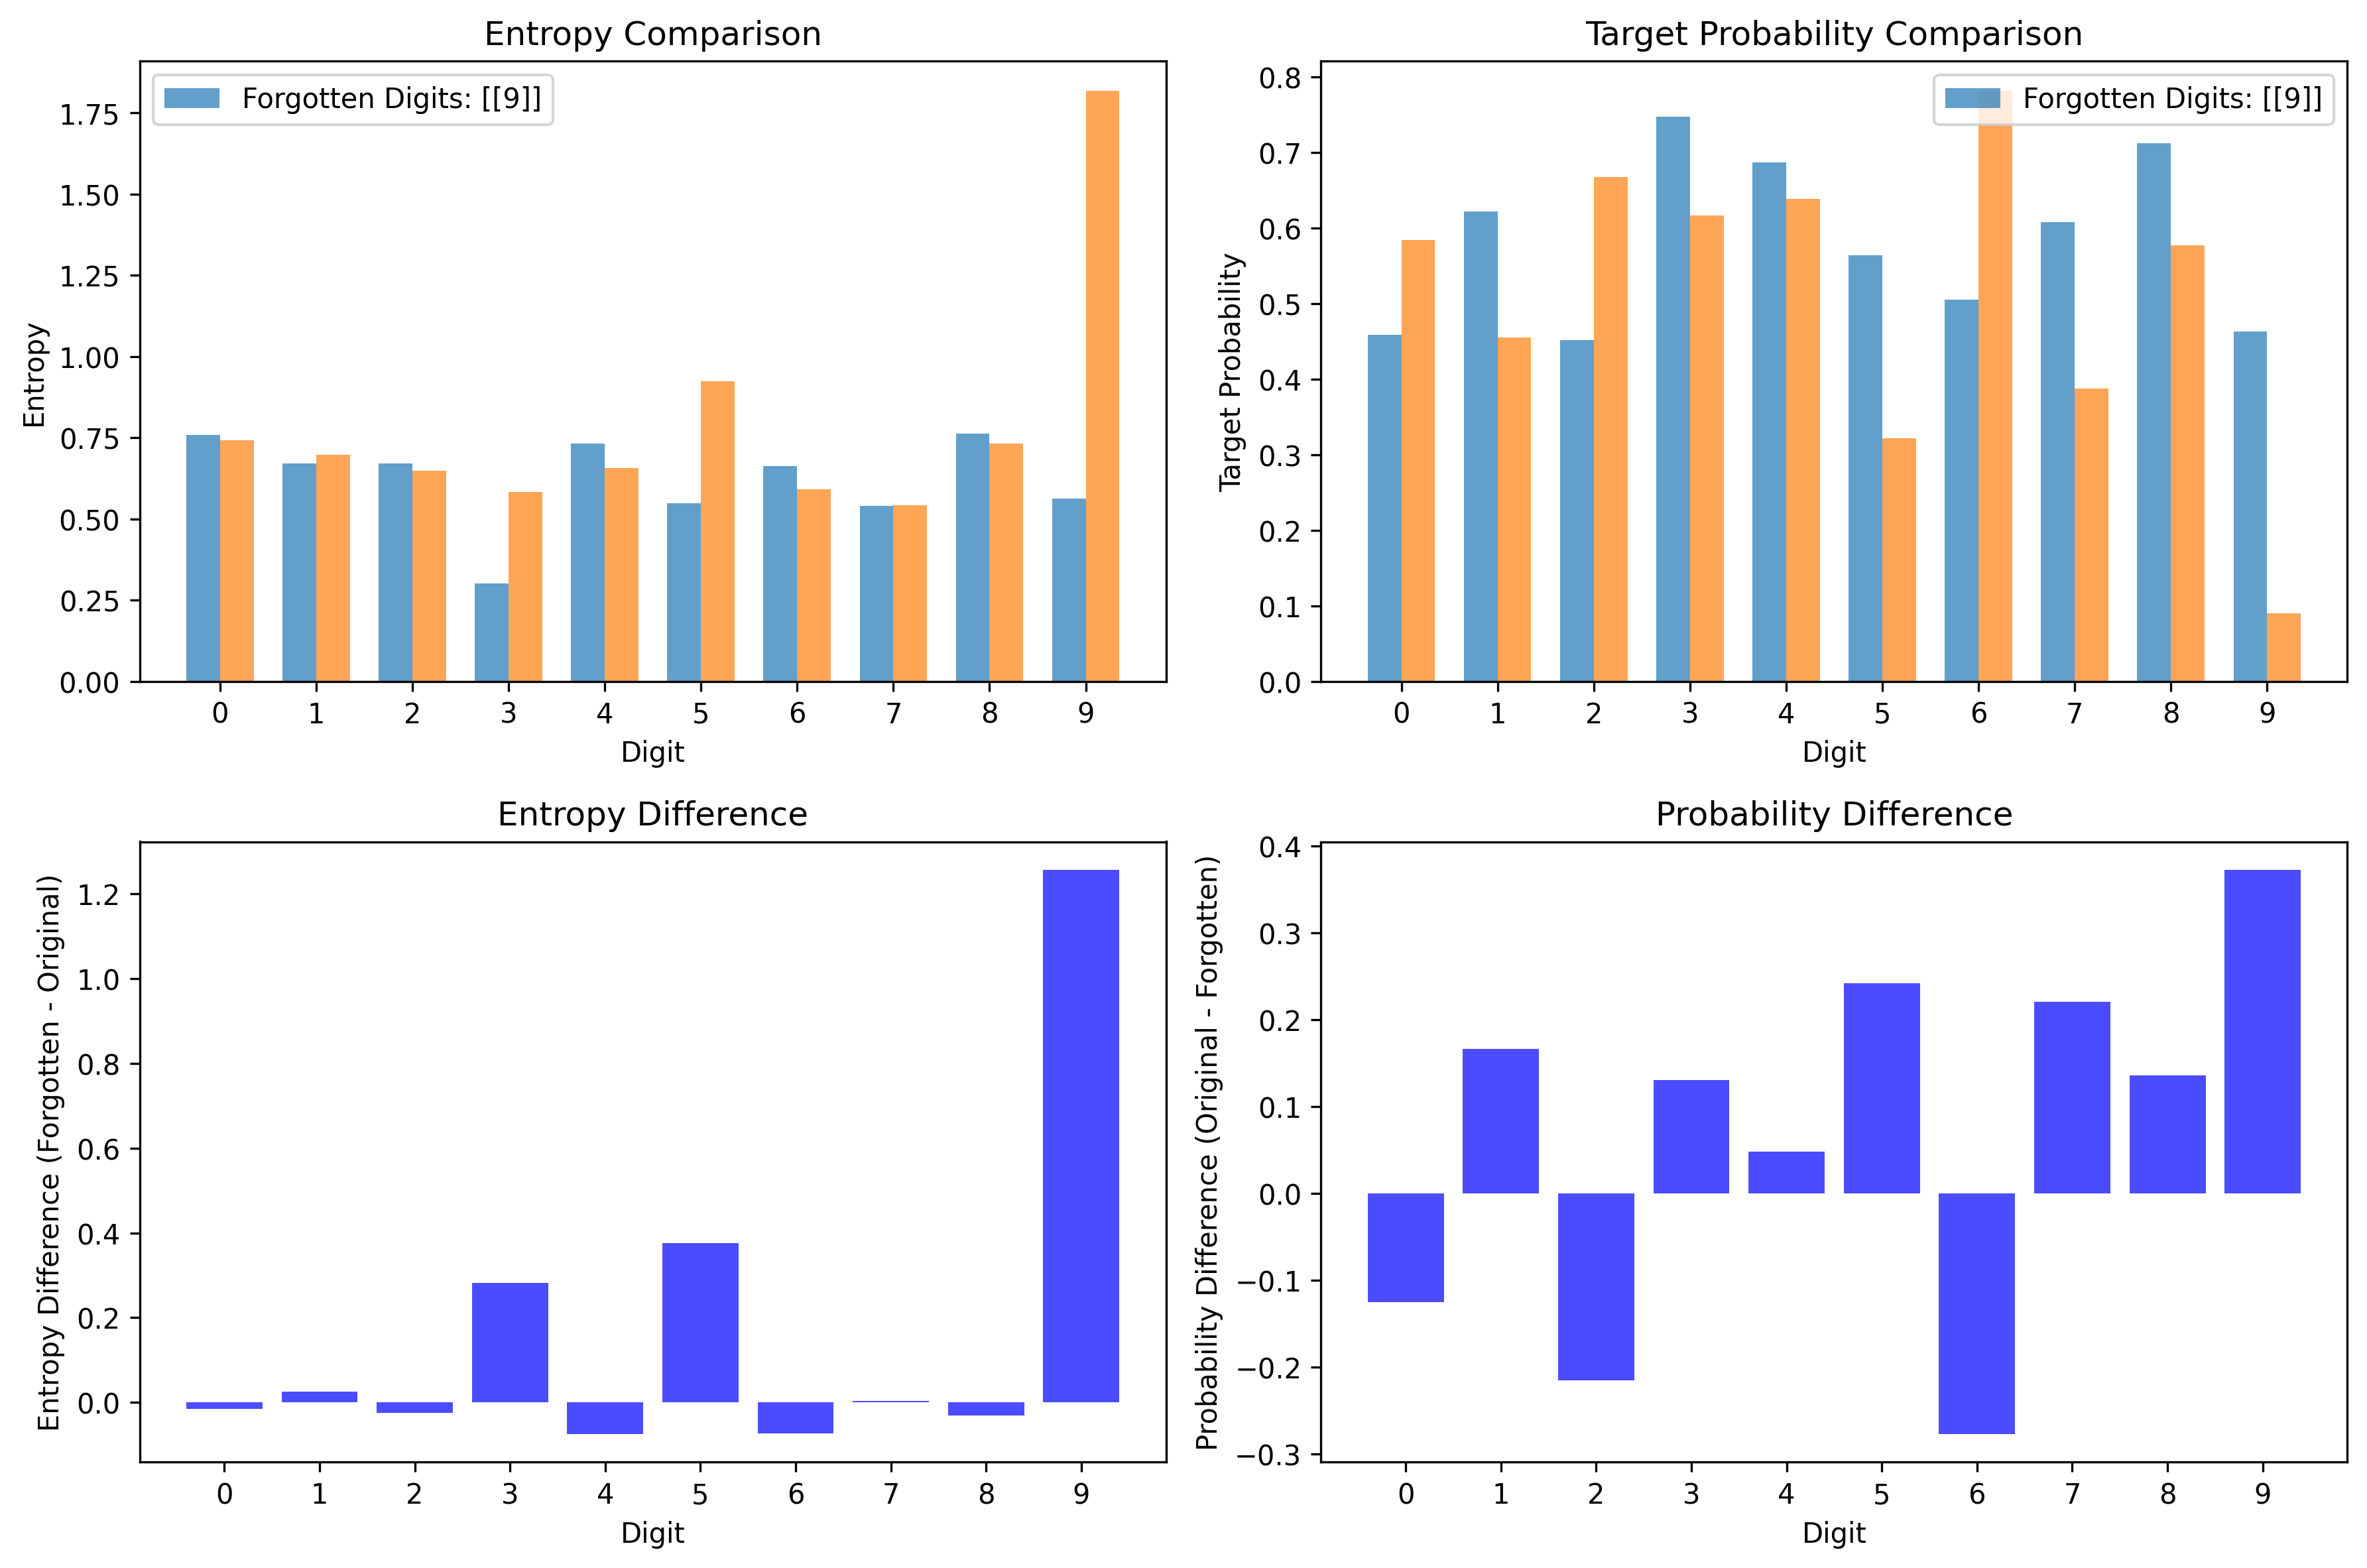 Entropy Comparison
Forgotten Digits: [[9]]
Entropy
1.75
1.50
1.25
1.00
0.75
0.50
0.25
0.00
0 1 2 3 4 5 6 7 8 9
Digit
Target Probability Comparison
Forgotten Digits: [[9]]
Target Probability
0.8
0.7
0.6
0.5
0.4
0.3
0.2
0.1
0.0
0 1 2 3 4 5 6 7 8 9
Digit
Entropy Difference
Entropy Difference (Forgotten - Original)
1.2
1.0
0.8
0.6
0.4
0.2
0.0
0 1 2 3 4 5 6 7 8 9
Digit
Probability Difference
Probability Difference (Original - Forgotten)
0.4
0.3
0.2
0.1
0.0
−0.1
−0.2
−0.3
0 1 2 3 4 5 6 7 8 9
Digit